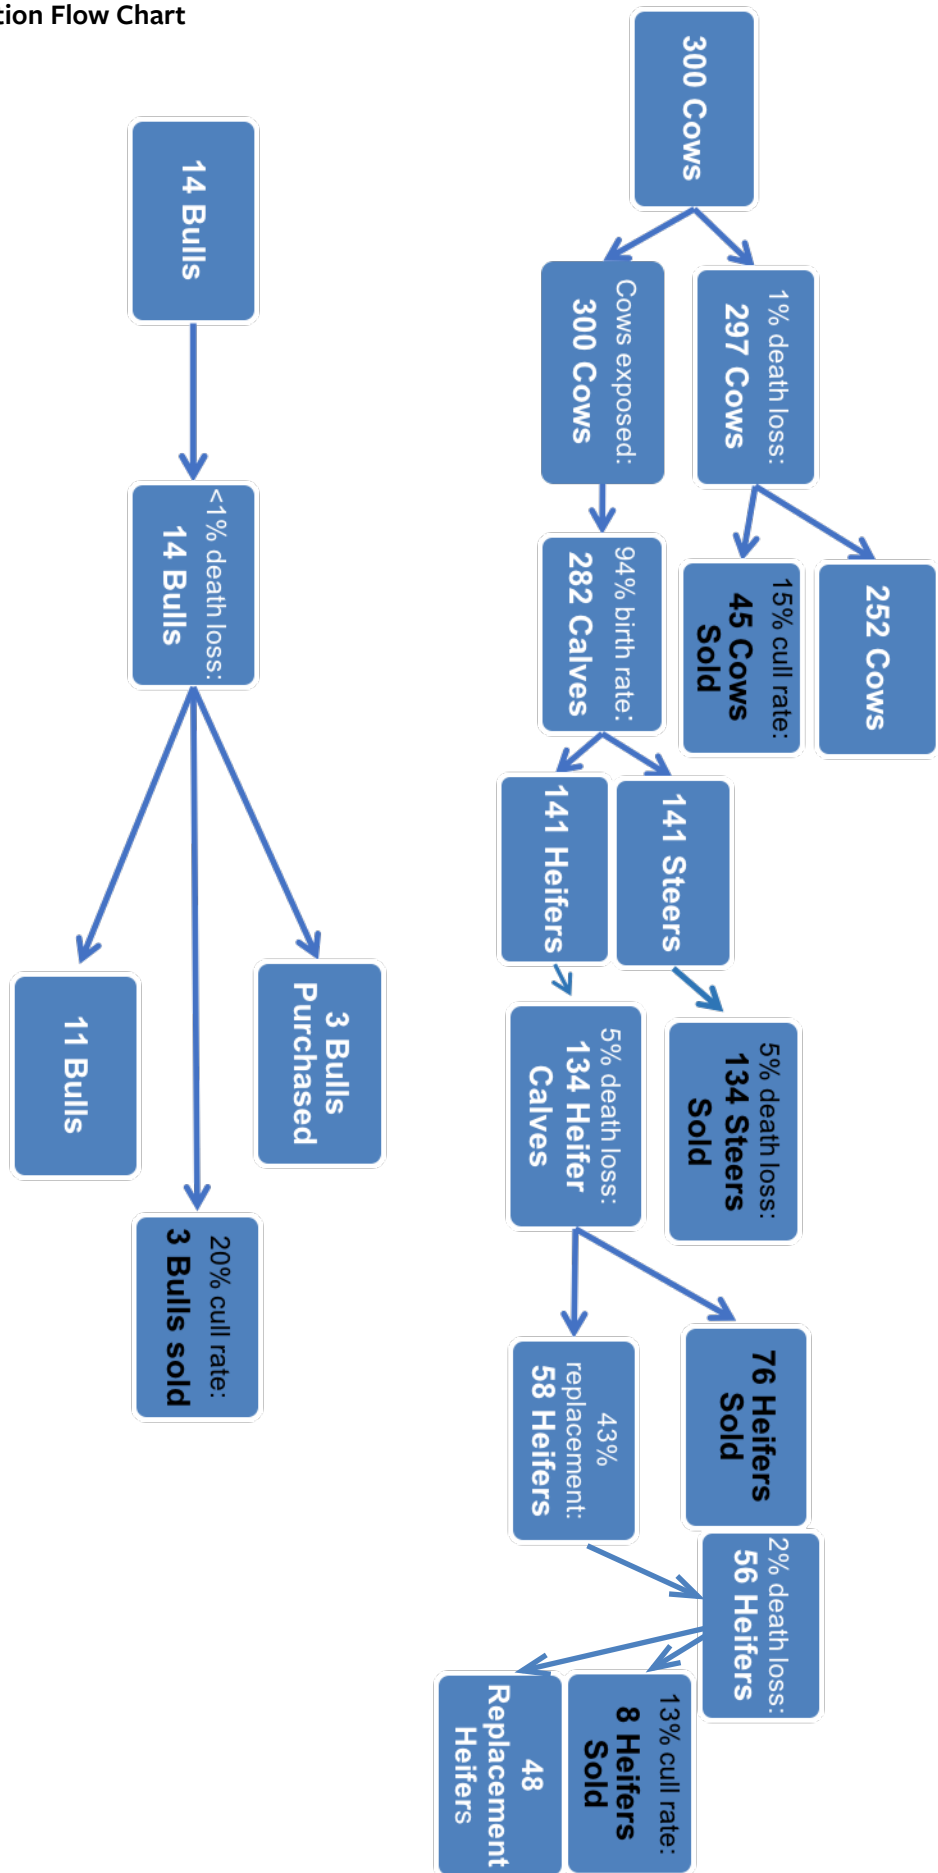 tion Flow Chart
300 Cows
1% death loss:
297 Cows
252 Cows
15% cull rate:
45 Cows
Sold
Cows exposed:
300 Cows
94% birth rate:
282 Calves
141 Steers
5% death loss:
134 Steers
Sold
141 Heifers
5% death loss:
134 Heifer
Calves
76 Heifers
Sold
43%
replacement:
58 Heifers
2% death loss:
56 Heifers
13% cull rate:
8 Heifers
Sold
48
Replacement
Heifers
14 Bulls
<1% death loss:
14 Bulls
3 Bulls
Purchased
20% cull rate:
3 Bulls sold
11 Bulls